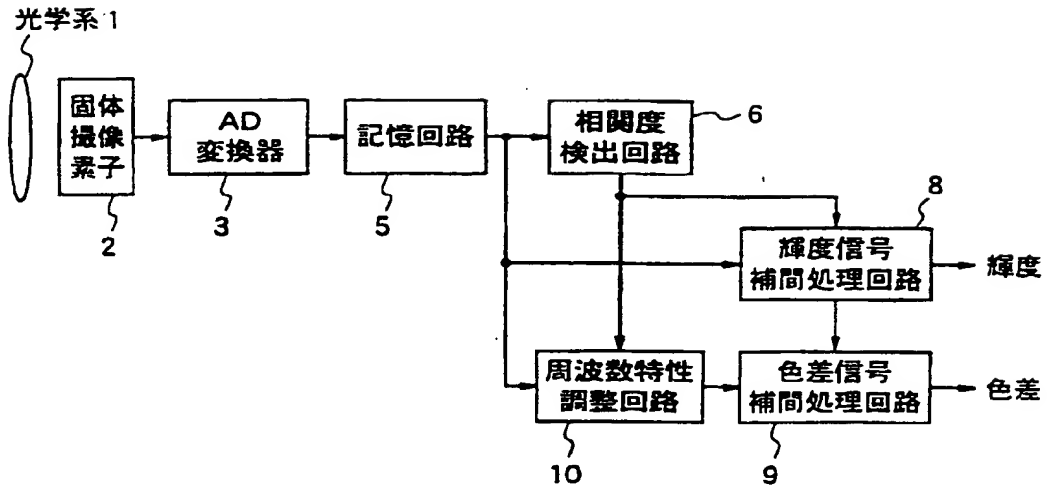 光学系1
固体
撮像
素子
2
AD
変換器
3
記憶回路
5
相関度
検出回路
6
輝度信号
補間処理回路
8
輝度
周波数特性
調整回路
10
色差信号
補間処理回路
9
色差